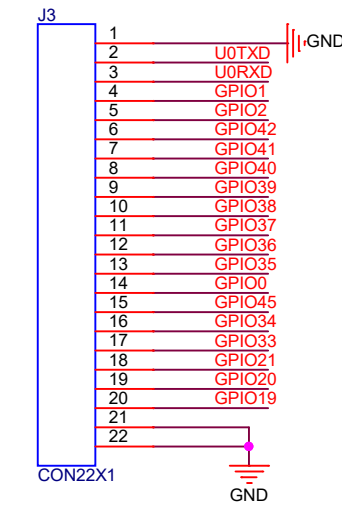 J3
1 GND
2 U0TXD
3 U0RXD
4 GPIO1
5 GPIO2
6 GPIO42
7 GPIO41
8 GPIO40
9 GPIO39
10 GPIO38
11 GPIO37
12 GPIO36
13 GPIO35
14 GPIO0
15 GPIO45
16 GPIO34
17 GPIO33
18 GPIO21
19 GPIO20
20 GPIO19
21
22
CON22X1
GND